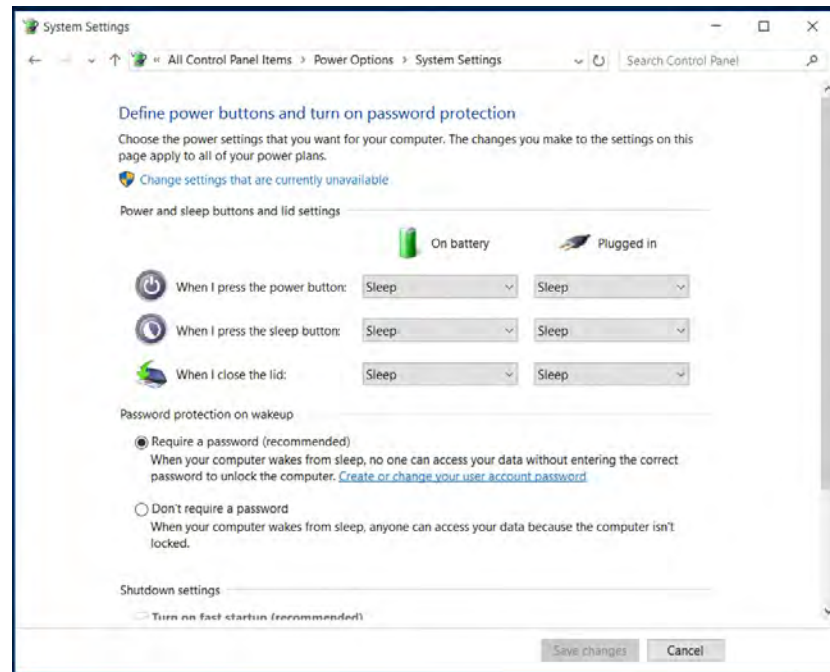 System Settings
« All Control Panel Items > Power Options > System Settings
Search Control Panel
Define power buttons and turn on password protection
Choose the power settings that you want for your computer. The changes you make to the settings on this
page apply to all of your power plans.
Change settings that are currently unavailable
Power and sleep buttons and lid settings
On battery Plugged in
When I press the power button: Sleep Sleep
When I press the sleep button: Sleep Sleep
When I close the lid: Sleep Sleep
Password protection on wakeup
Require a password (recommended)
When your computer wakes from sleep, no one can access your data without entering the correct
password to unlock the computer. Create or change your user account password
Don't require a password
When your computer wakes from sleep, anyone can access your data because the computer isn't
locked.
Shutdown settings
Turn on fast startup (recommended)
Save changes Cancel